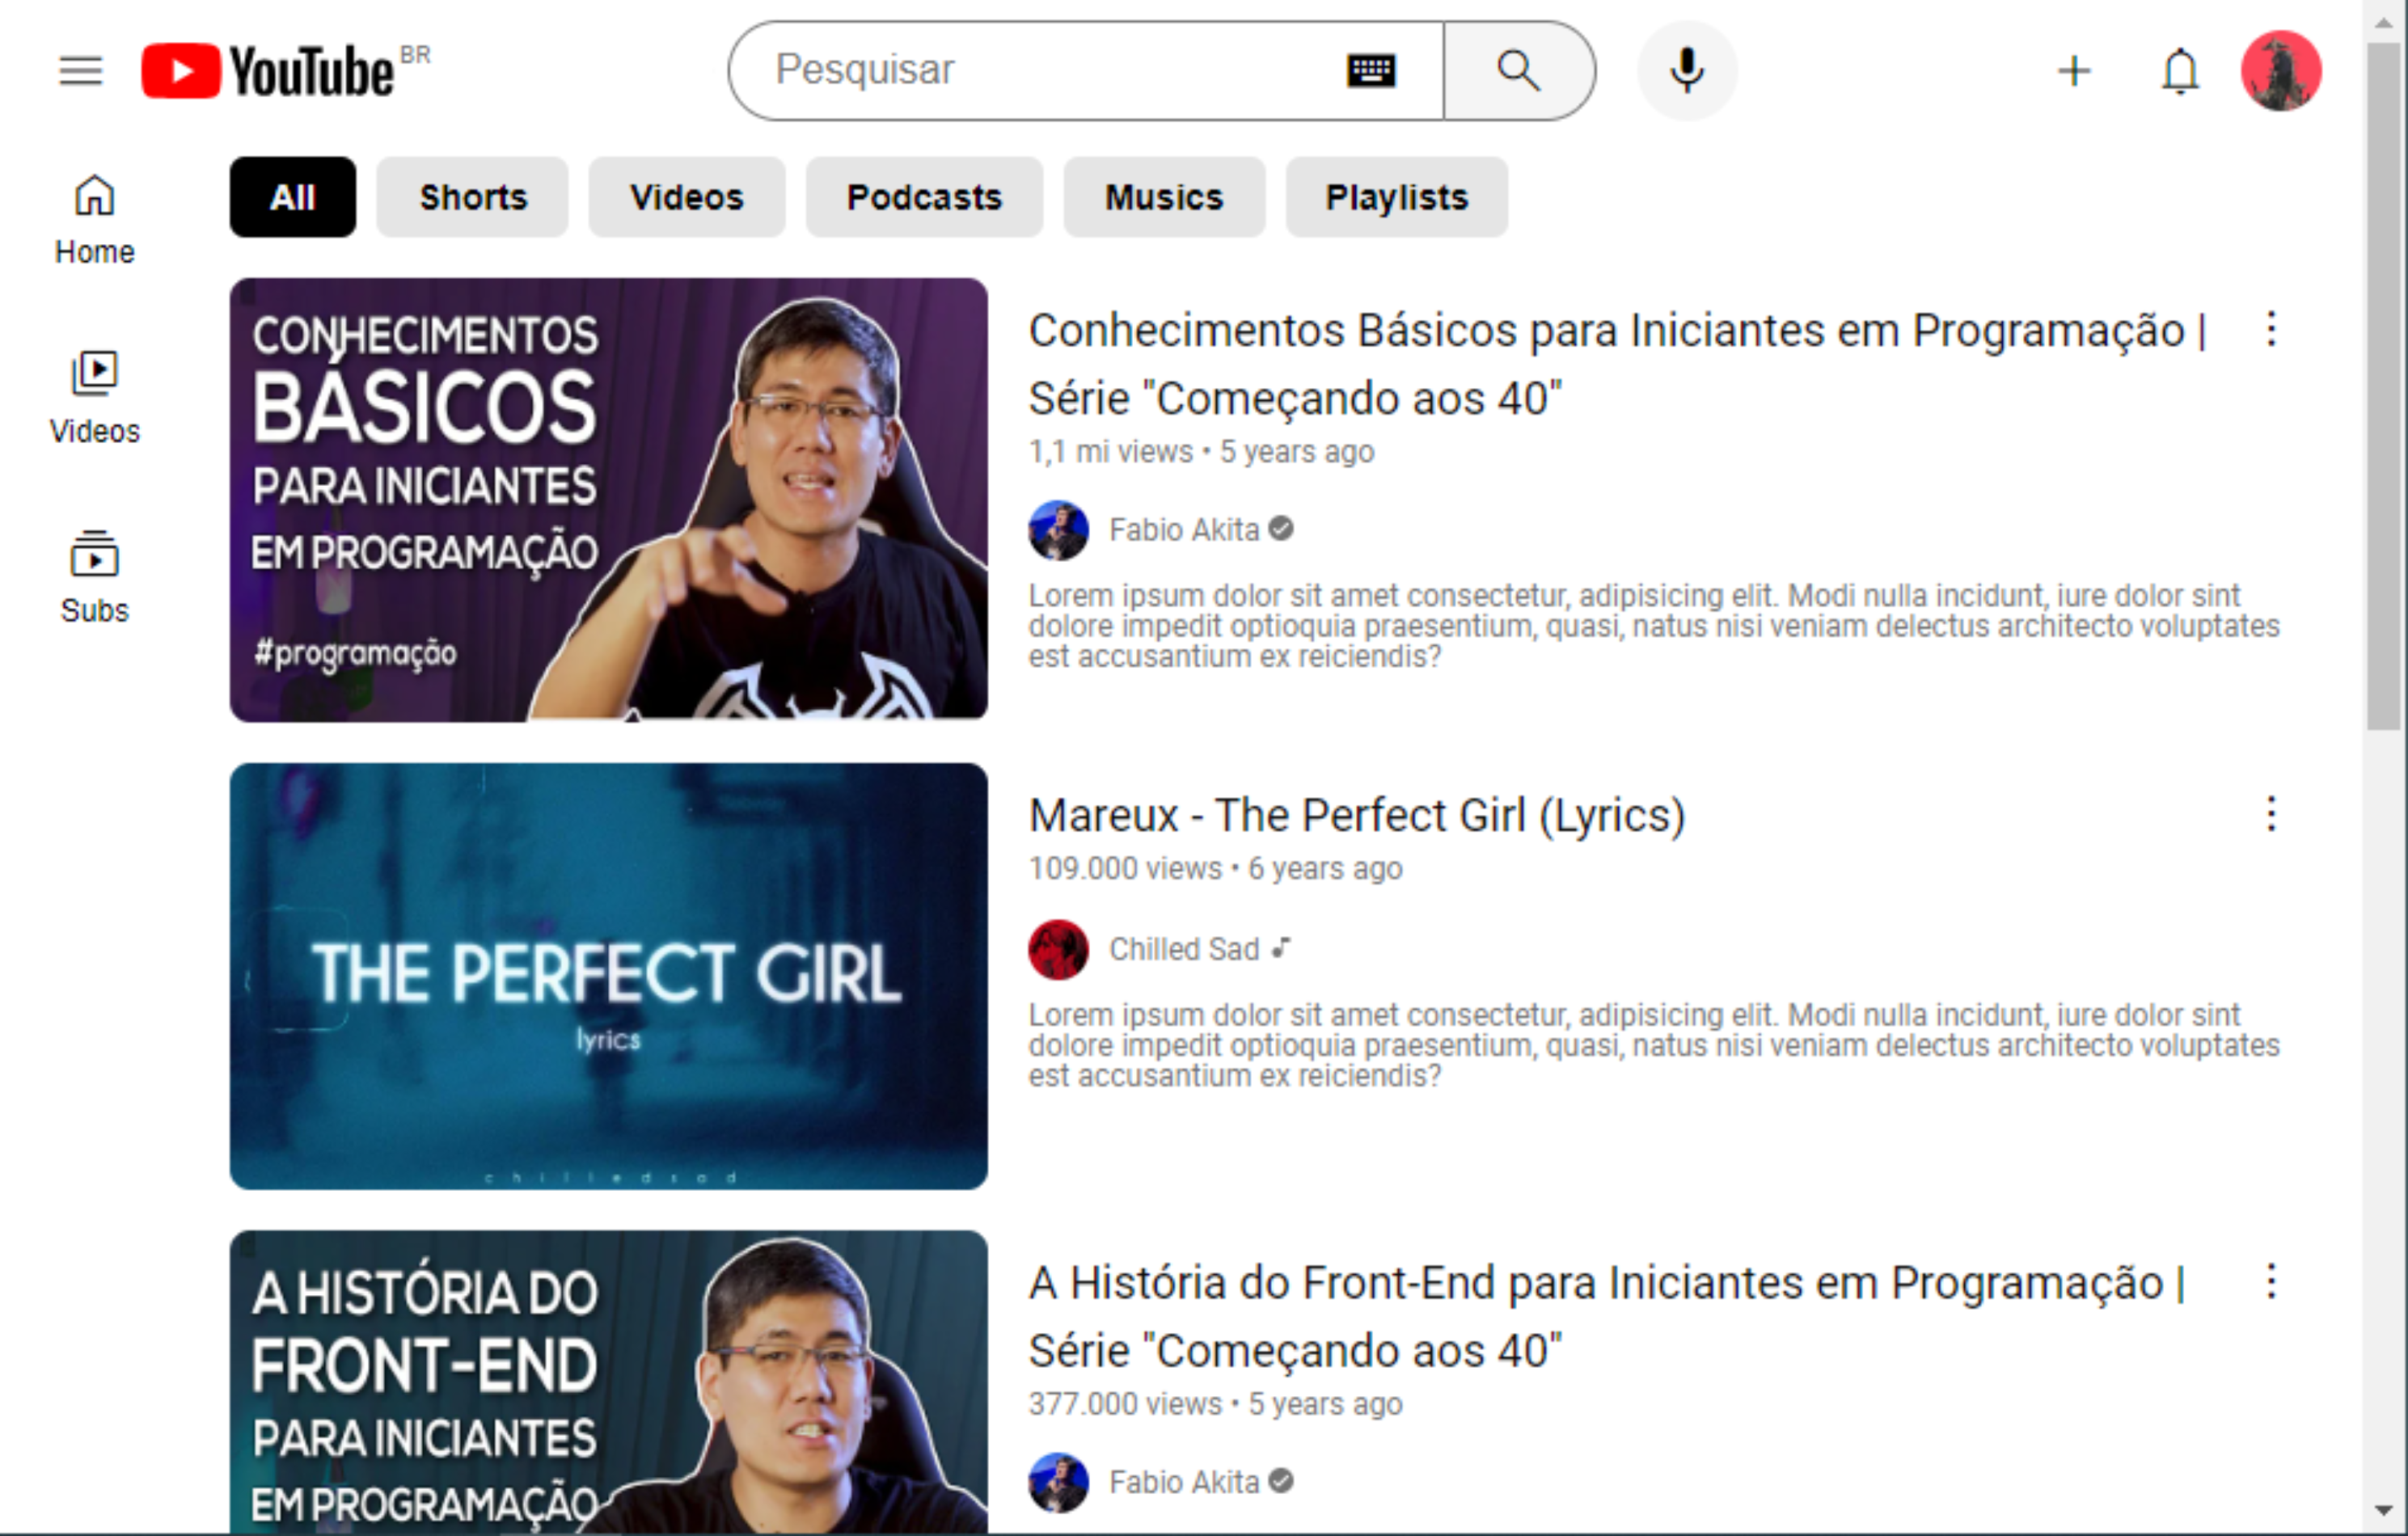 YouTube BR
Pesquisar
All
Shorts
Videos
Podcasts
Musics
Playlists
Home
Videos
Subs
CONHECIMENTOS
BÁSICOS
PARA INICIANTES
EM PROGRAMAÇÃO
#programação
Conhecimentos Básicos para Iniciantes em Programação |
Série "Começando aos 40"
1,1 mi views • 5 years ago
Fabio Akita
Lorem ipsum dolor sit amet consectetur, adipisicing elit. Modi nulla incidunt, iure dolor sint
dolore impedit optioquia praesentium, quasi, natus nisi veniam delectus architecto voluptates
est accusantium ex reiciendis?
THE PERFECT GIRL
lyrics
chilledsad
Mareux - The Perfect Girl (Lyrics)
109.000 views • 6 years ago
Chilled Sad
Lorem ipsum dolor sit amet consectetur, adipisicing elit. Modi nulla incidunt, iure dolor sint
dolore impedit optioquia praesentium, quasi, natus nisi veniam delectus architecto voluptates
est accusantium ex reiciendis?
A HISTÓRIA DO
FRONT-END
PARA INICIANTES
EM PROGRAMAÇÃO
A História do Front-End para Iniciantes em Programação |
Série "Começando aos 40"
377.000 views • 5 years ago
Fabio Akita